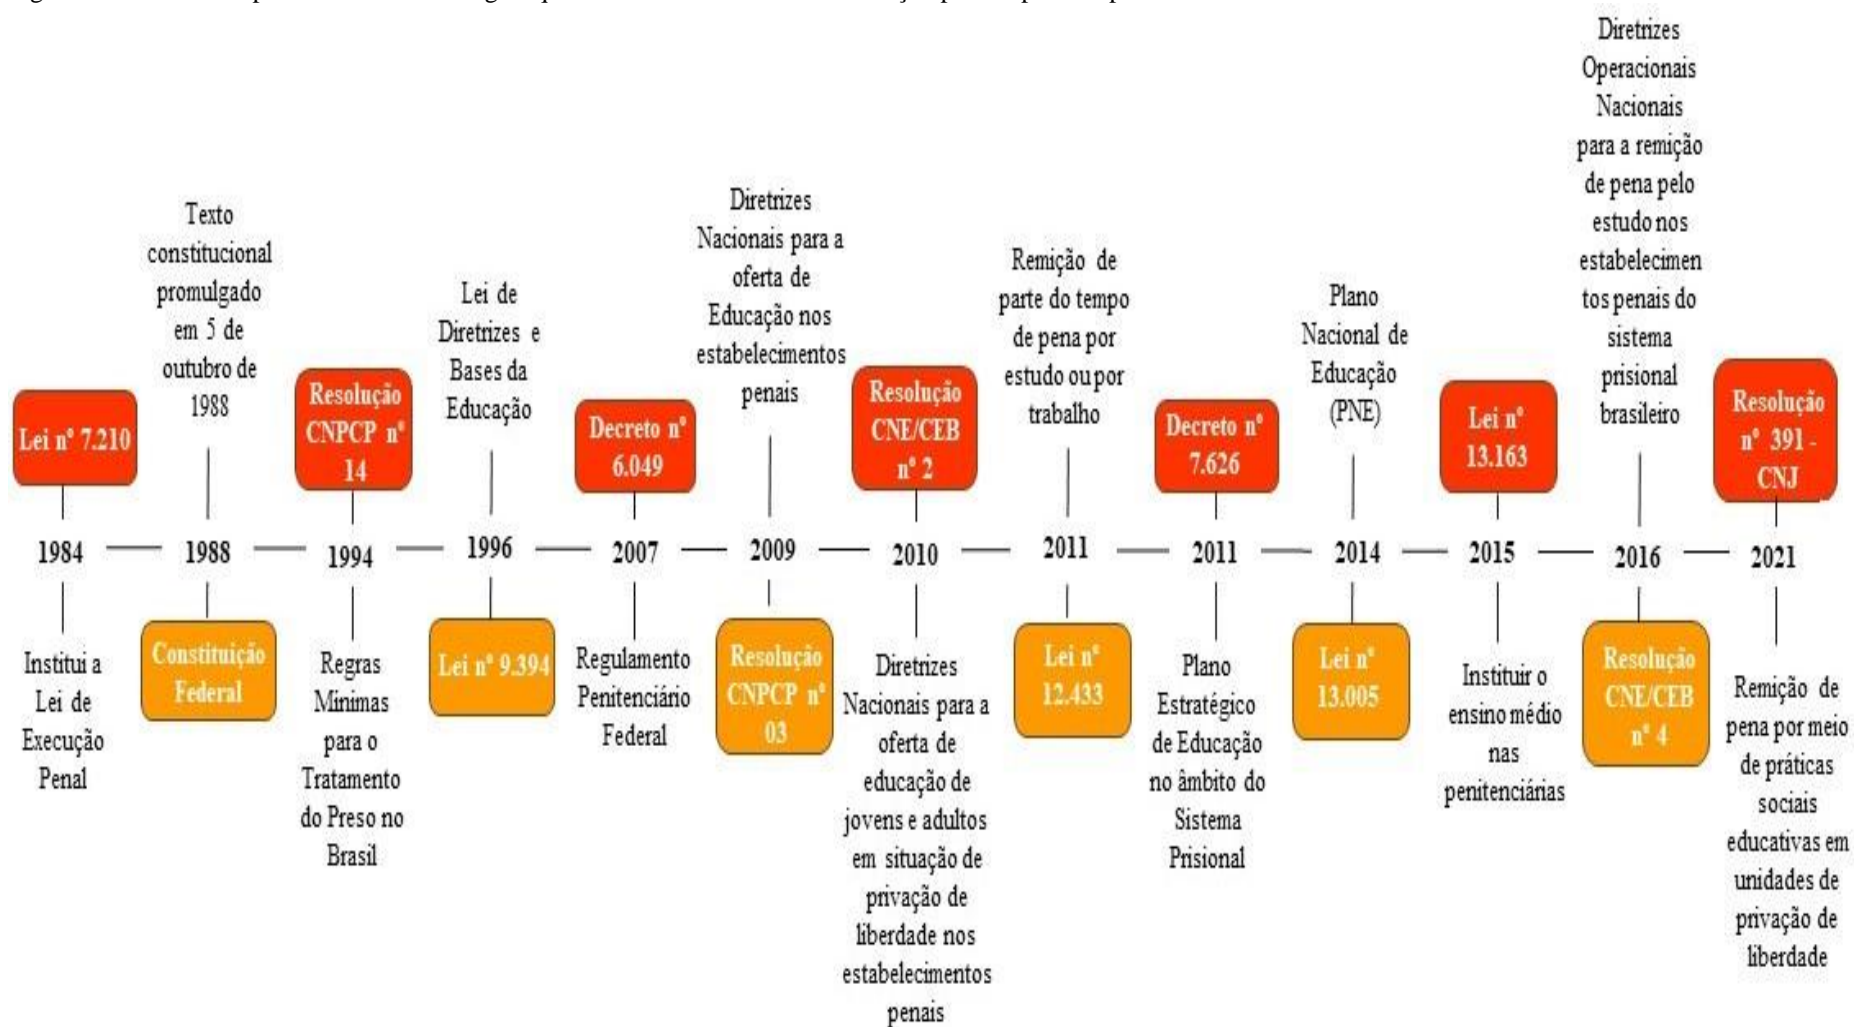 Lei nº 7.210
1984
Institui a
Lei de
Execução
Penal
Texto
constitucional
promulgado
em 5 de
outubro de
1988
1988
Constituição
Federal
Resolução
CNPCP nº
14
1994
Regras
Minimas
para o
Tratamento
do Preso no
Brasil
Lei de
Diretrizes e
Bases da
Educação
1996
Lei nº 9.394
Decreto nº
6.049
2007
Regulamento
Penitenciário
Federal
Diretrizes
Nacionais para a
oferta de
Educação nos
estabelecimentos
penais
2009
Resolução
CNPCP nº
03
Resolução
CNE/CEB
nº 2
2010
Diretrizes
Nacionais para a
oferta de
educação de
jovens e adultos
em situação de
privação de
liberdade nos
estabelecimentos
penais
Remição de
parte do tempo
de pena por
estudo ou por
trabalho
2011
Lei nº
12.433
Decreto nº
7.626
2011
Plano
Estratégico
de Educação
no âmbito do
Sistema
Prisional
Plano
Nacional de
Educação
(PNE)
2014
Lei nº
13.005
Lei nº
13.163
2015
Instituir o
ensino médio
nas
penitenciárias
Diretrizes
Operacionais
Nacionais
para a remição
de pena pelo
estudo nos
estabelecimen
tos penais do
sistema
prisional
brasileiro
2016
Resolução
CNE/CEB
nº 4
Resolução
nº 391 -
CNJ
2021
Remição de
pena por meio
de práticas
sociais
educativas em
unidades de
privação de
liberdade